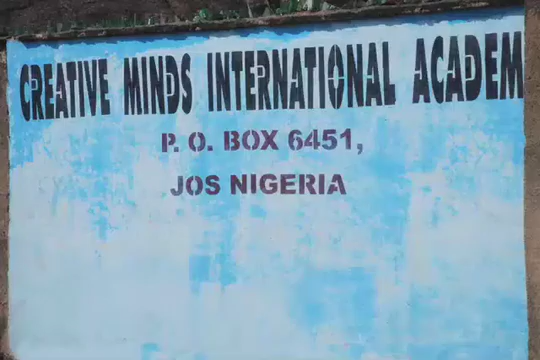 CREATIVE MINDS INTERNATIONAL ACADEM
P. O. BOX 6451,
JOS NIGERIA